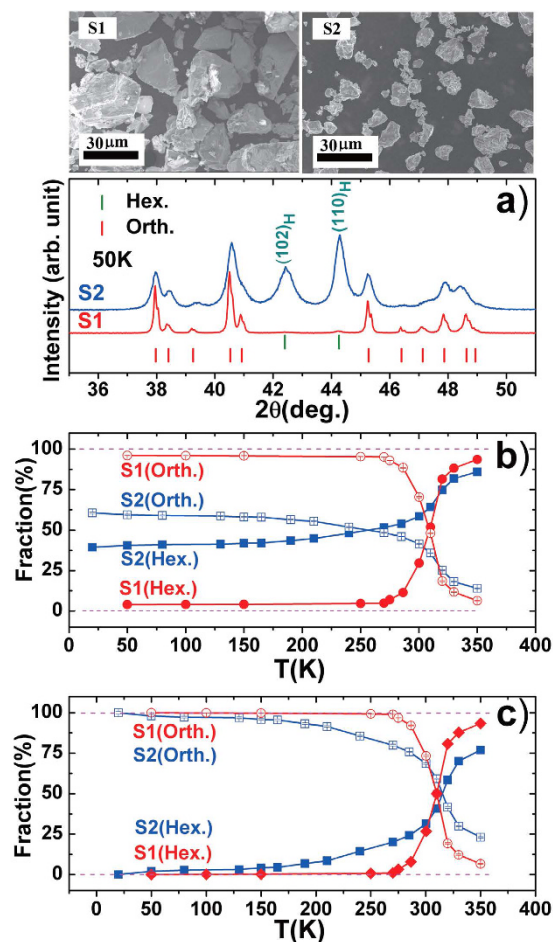 S1
30μm
S2
30μm
a)
Hex.
Orth.
50K
(102)H
(110)H
S2
S1
Intensity (arb. unit)
36 38 40 42 44 46 48 50
2θ(deg.)
b)
100
75
50
25
0
Fraction(%)
S1(Orth.)
S2(Orth.)
S2(Hex.)
S1(Hex.)
0 50 100 150 200 250 300 350 400
T(K)
c)
100
75
50
25
0
Fraction(%)
S1(Orth.)
S2(Orth.)
S2(Hex.)
S1(Hex.)
0 50 100 150 200 250 300 350 400
T(K)